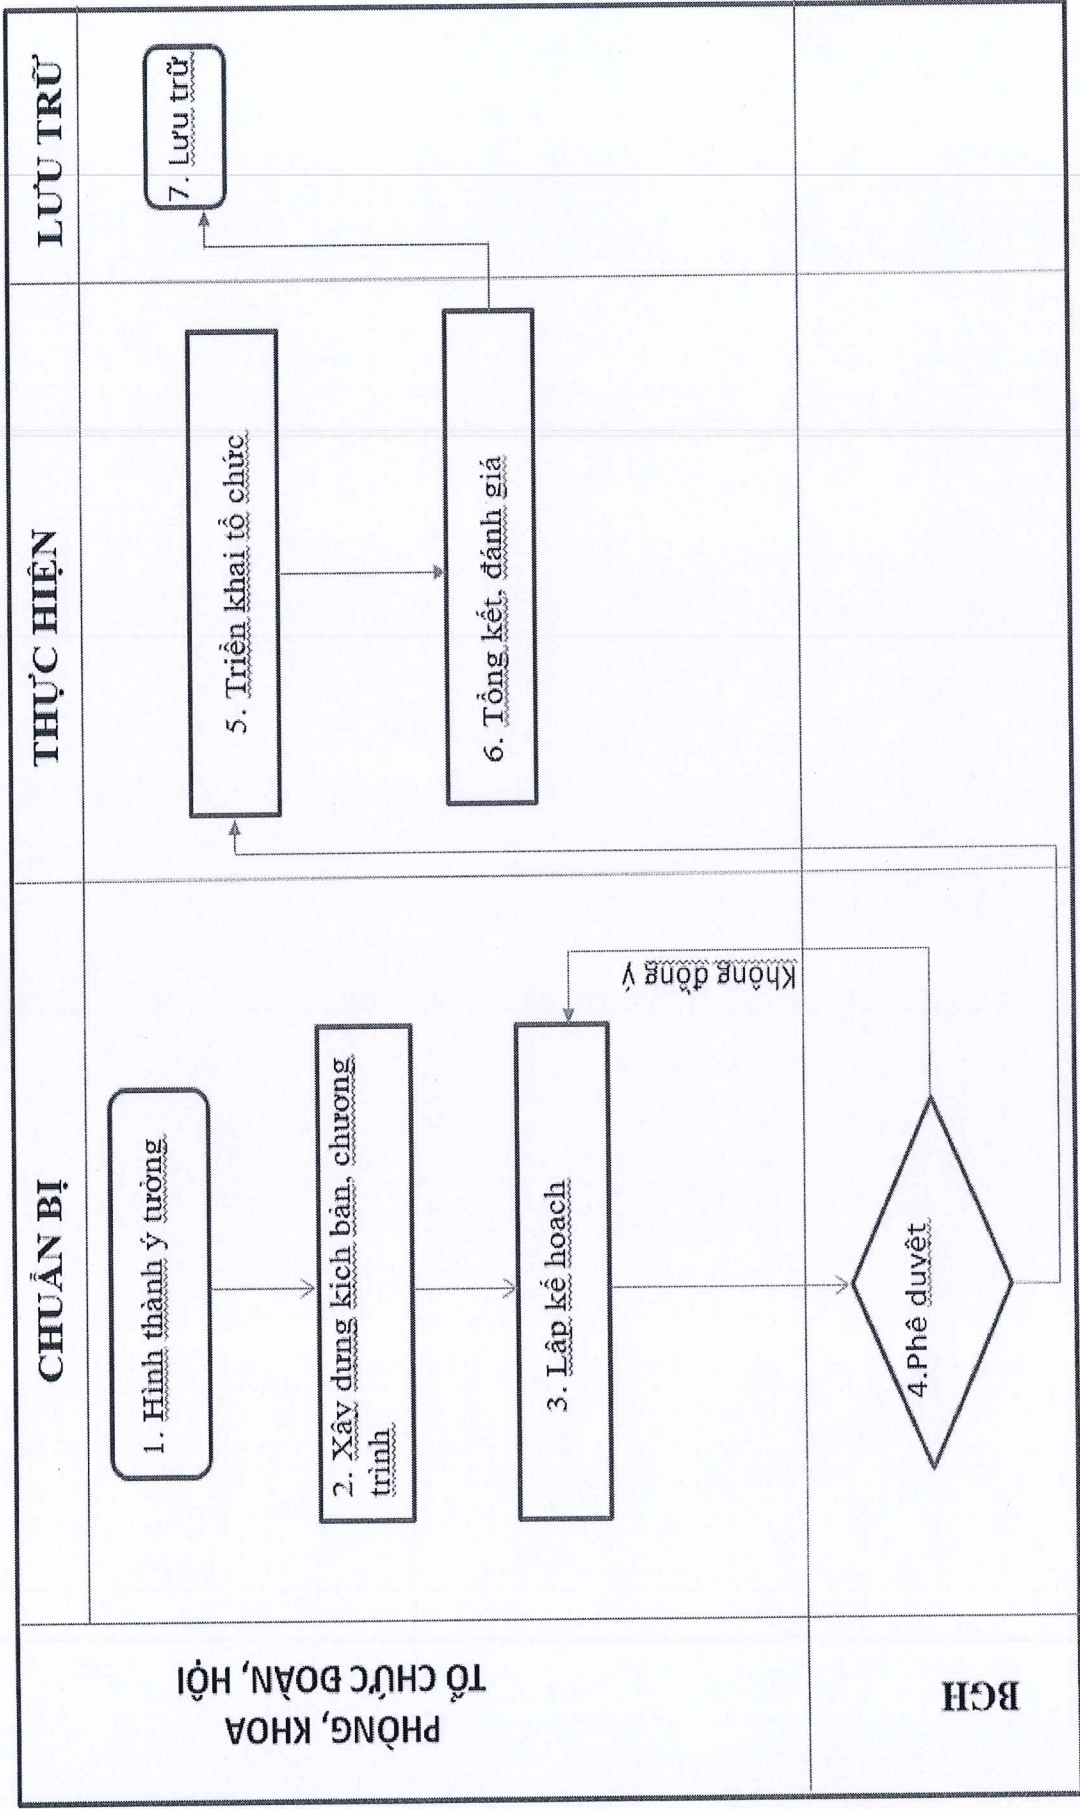 CHUẨN BỊ
THỰC HIỆN
LƯU TRỮ
PHÒNG, KHOA
TỔ CHỨC ĐOÀN, HỘI
1. Hình thành ý tưởng
2. Xây dựng kịch bản, chương
trình
3. Lập kế hoạch
Không đồng ý
5. Triển khai tổ chức
6. Tổng kết, đánh giá
7. Lưu trữ
BGH
4.Phê duyệt